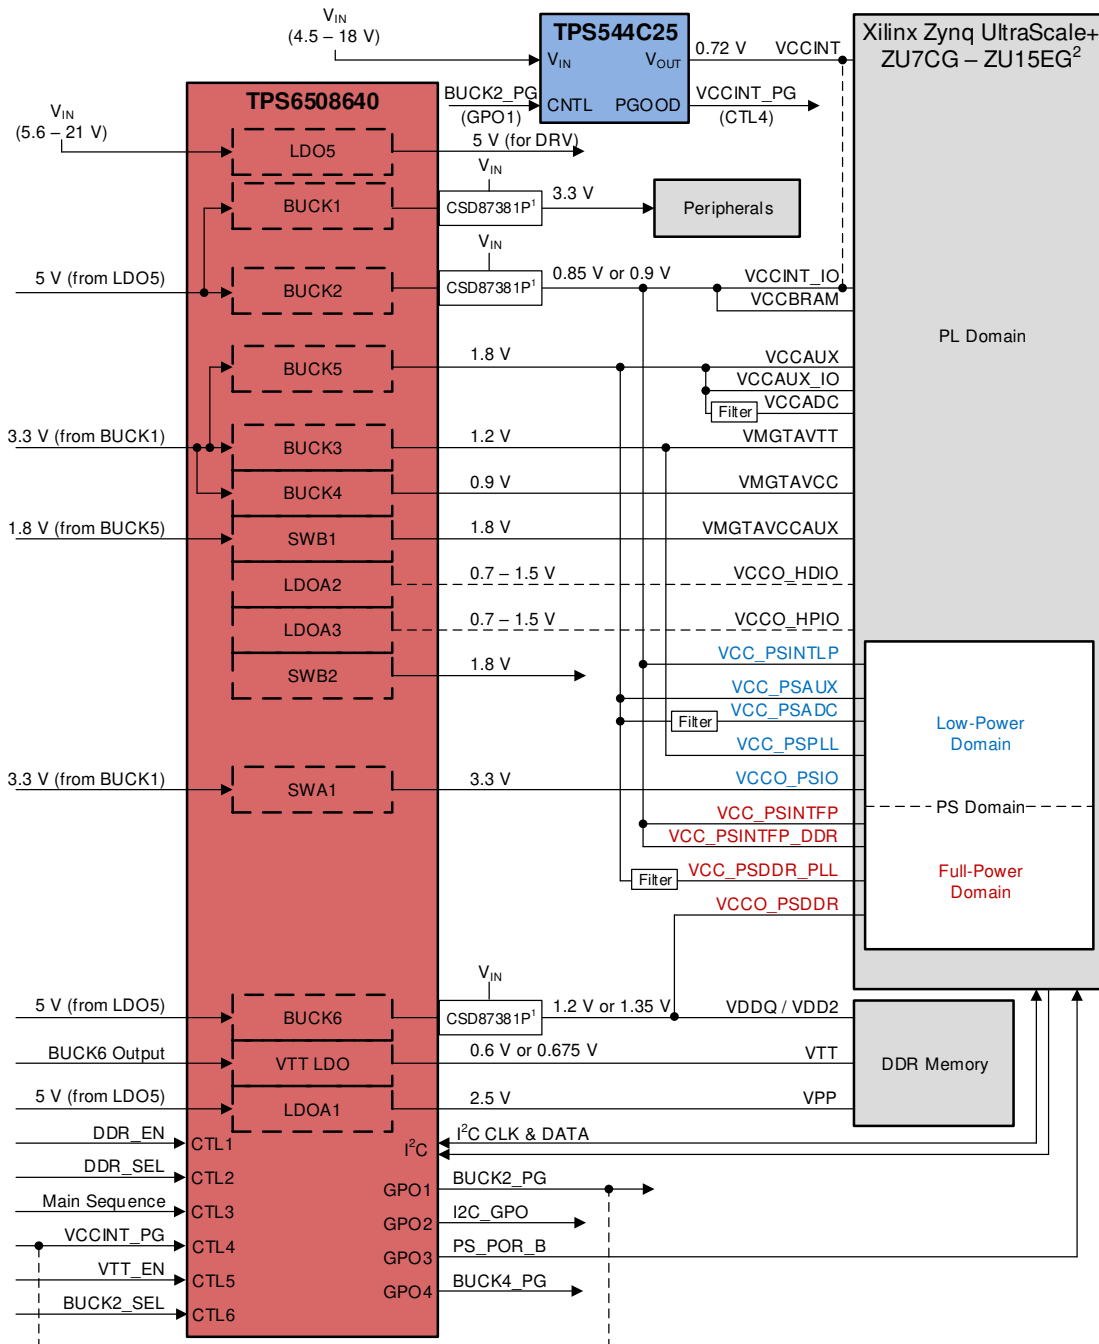 V_IN
(4.5 – 18 V)
TPS544C25
V_IN
V_OUT
CNTL
PGOOD
0.72 V
VCCINT
Xilinx Zynq UltraScale+
ZU7CG – ZU15EG²
BUCK2_PG
(GPO1)
VCCINT_PG
(CTL4)
TPS6508640
V_IN
(5.6 – 21 V)
LDO5
5 V (for DRV)
V_IN
BUCK1
CSD87381P¹
3.3 V
Peripherals
V_IN
5 V (from LDO5)
BUCK2
CSD87381P¹
0.85 V or 0.9 V
VCCINT_IO
VCCBRAM
PL Domain
BUCK5
1.8 V
VCCAUX
VCCAUX_IO
Filter
VCCADC
3.3 V (from BUCK1)
BUCK3
1.2 V
VMGTAVTT
BUCK4
0.9 V
VMGTAVCC
1.8 V (from BUCK5)
SWB1
1.8 V
VMGTAVCCAUX
LDOA2
0.7 – 1.5 V
VCCO_HDIO
LDOA3
0.7 – 1.5 V
VCCO_HPIO
SWB2
1.8 V
VCC_PSINTLP
VCC_PSAUX
Filter
VCC_PSADC
VCC_PSPLL
Low-Power
Domain
3.3 V (from BUCK1)
SWA1
3.3 V
VCCO_PSIO
PS Domain
VCC_PSINTFP
VCC_PSINTFP_DDR
Filter
VCC_PSDDR_PLL
VCCO_PSDDR
Full-Power
Domain
V_IN
5 V (from LDO5)
BUCK6
CSD87381P¹
1.2 V or 1.35 V
VDDQ / VDD2
BUCK6 Output
VTT LDO
0.6 V or 0.675 V
VTT
DDR Memory
5 V (from LDO5)
LDOA1
2.5 V
VPP
DDR_EN
CTL1
I²C
I²C CLK & DATA
DDR_SEL
CTL2
GPO1
BUCK2_PG
Main Sequence
CTL3
GPO2
I2C_GPO
VCCINT_PG
CTL4
GPO3
PS_POR_B
VTT_EN
CTL5
GPO4
BUCK4_PG
BUCK2_SEL
CTL6